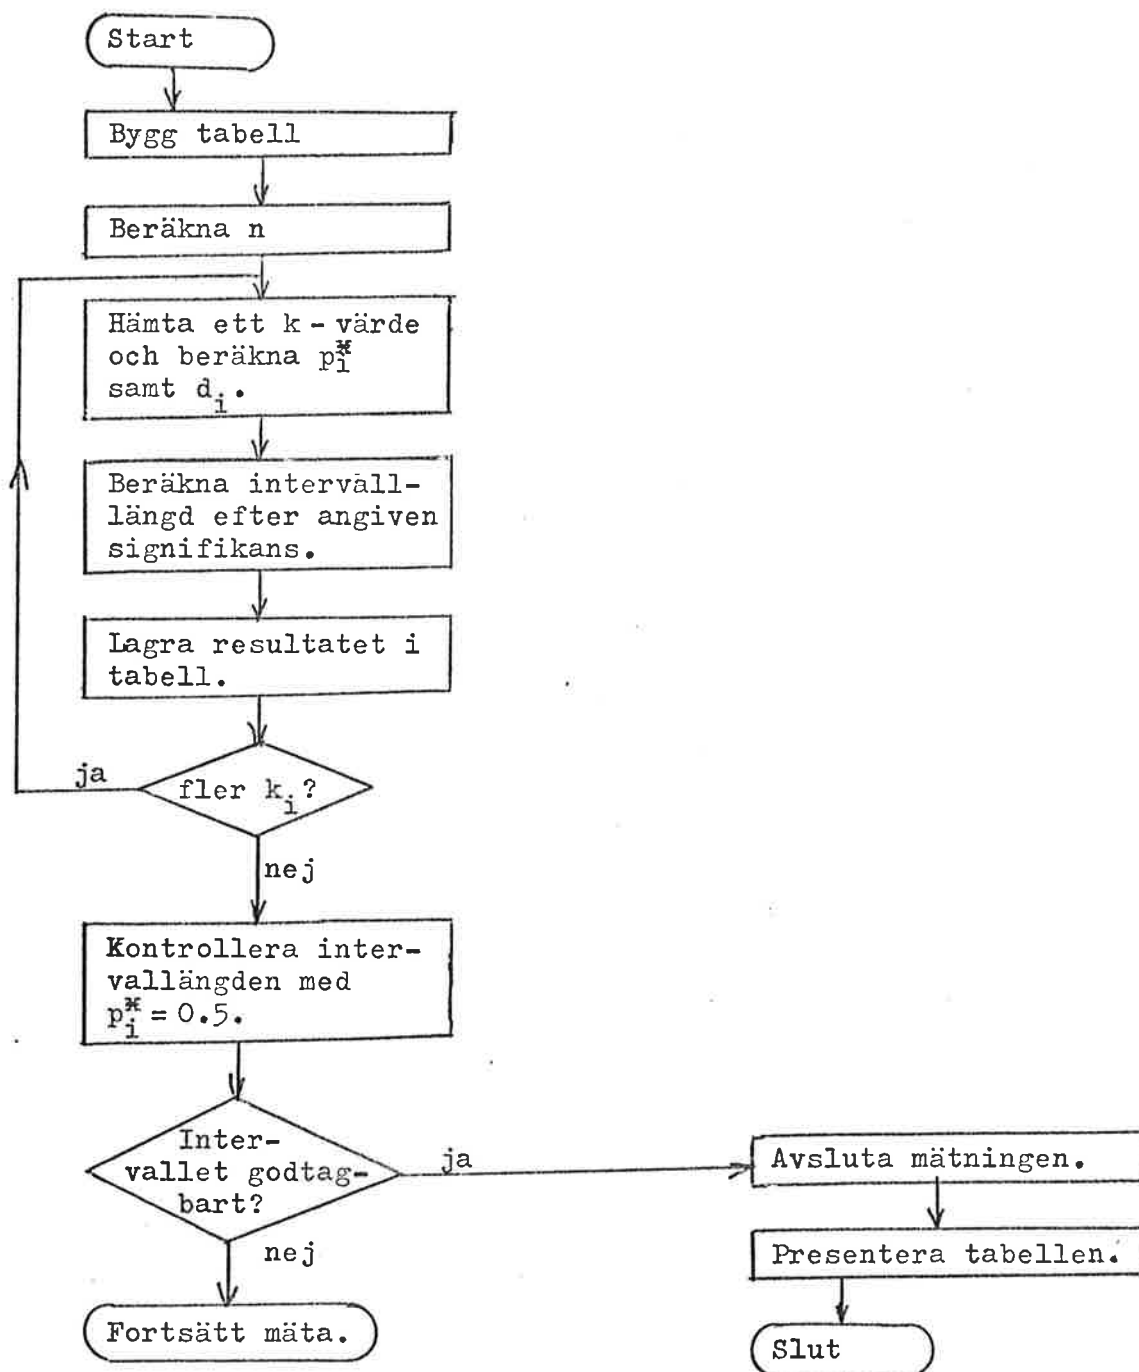 Start
Bygg tabell
Beräkna n
Hämta ett k - värde
och beräkna p*i
samt di.
Beräkna intervall-
längd efter angiven
signifikans.
Lagra resultatet i
tabell.
fler ki?
ja
nej
Kontrollera inter-
vallängden med
p*i = 0.5.
Inter-
vallet godtag-
bart?
ja
nej
Fortsätt mäta.
Avsluta mätningen.
Presentera tabellen.
Slut